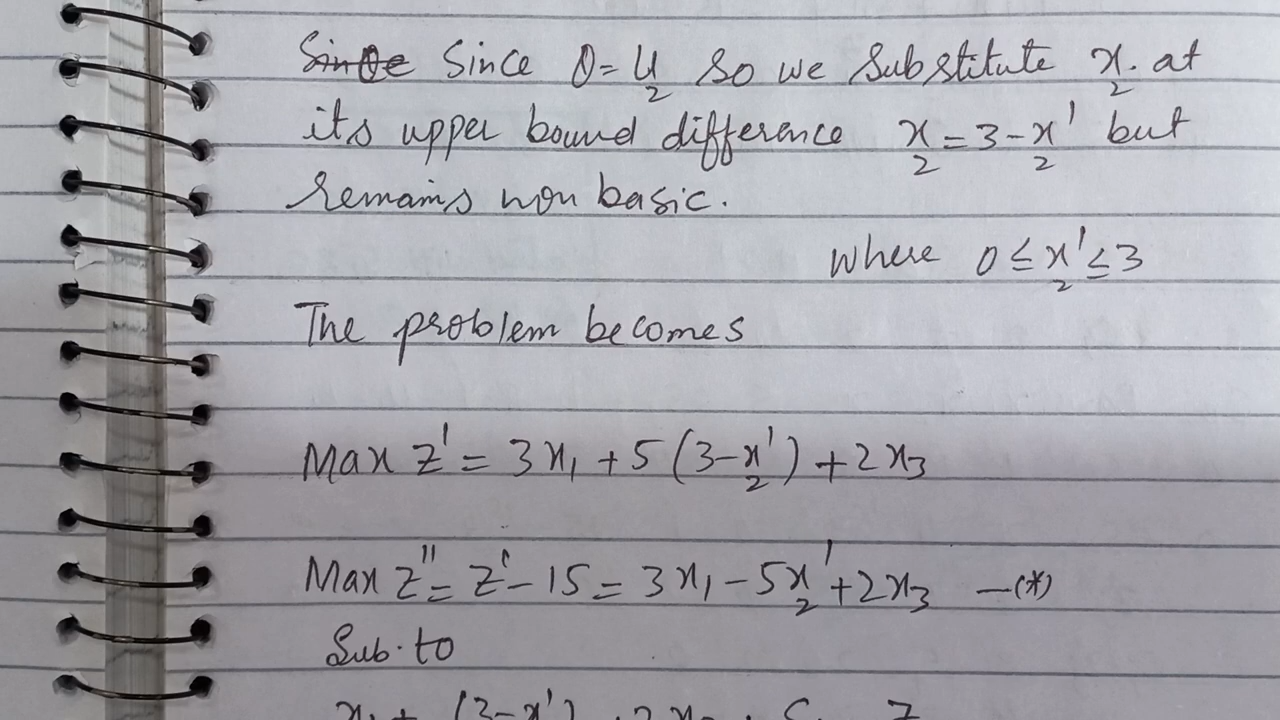 Since θ = u₂ so we substitute x₂ at
its upper bound difference x₂ = 3 - x₂' but
remains non basic.
where 0 ≤ x₂' ≤ 3
The problem becomes
Max z' = 3x₁ + 5(3 - x₂') + 2x₃
Max z'' = z' - 15 = 3x₁ - 5x₂' + 2x₃ —(*)
Sub. to